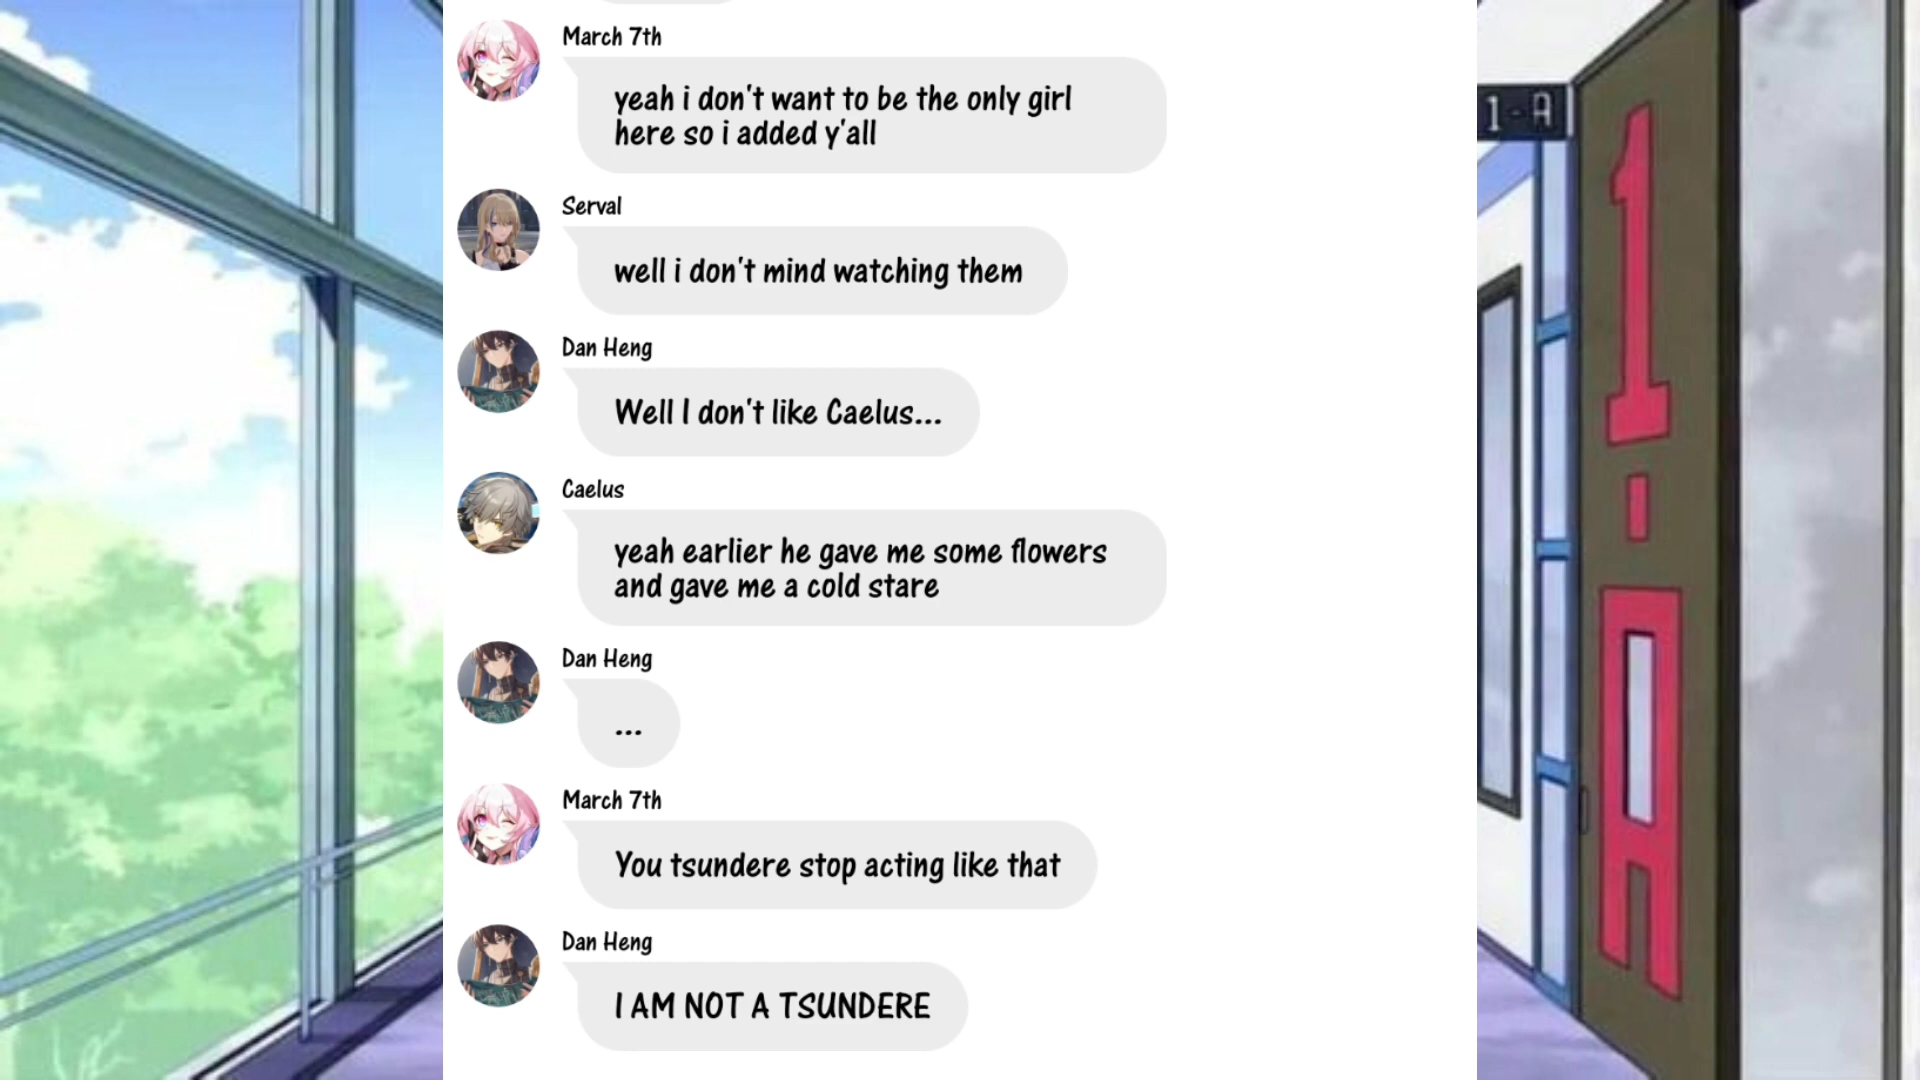 March 7th
yeah i don't want to be the only girl
here so i added y'all
Serval
well i don't mind watching them
Dan Heng
Well I don't like Caelus...
Caelus
yeah earlier he gave me some flowers
and gave me a cold stare
Dan Heng
...
March 7th
You tsundere stop acting like that
Dan Heng
I AM NOT A TSUNDERE
1-A
1-A